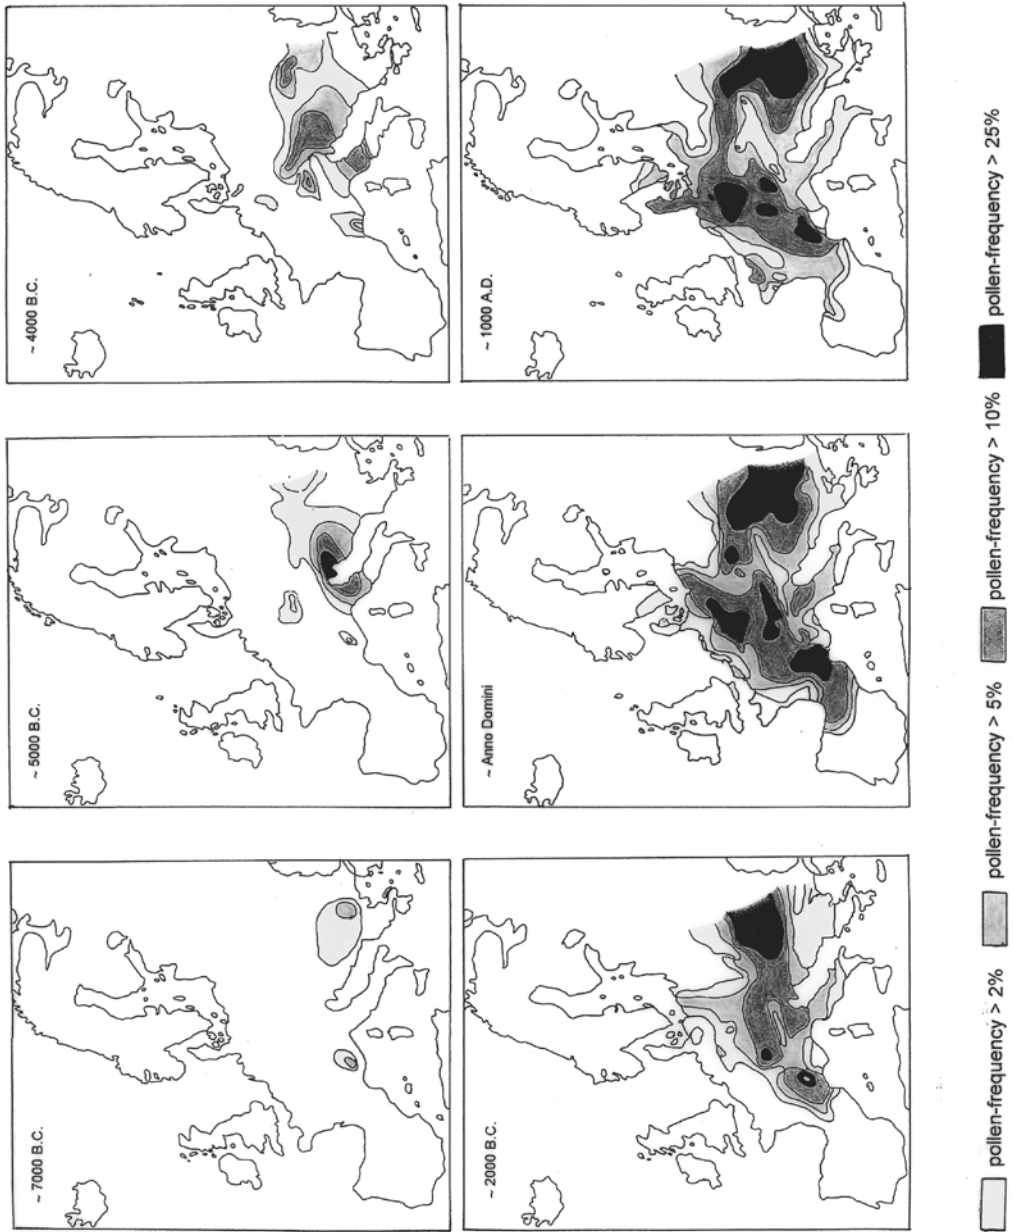 ~ 7000 B.C.
~ 5000 B.C.
~ 4000 B.C.
~ 2000 B.C.
~ Anno Domini
~ 1000 A.D.
pollen-frequency > 2%
pollen-frequency > 5%
pollen-frequency > 10%
pollen-frequency > 25%